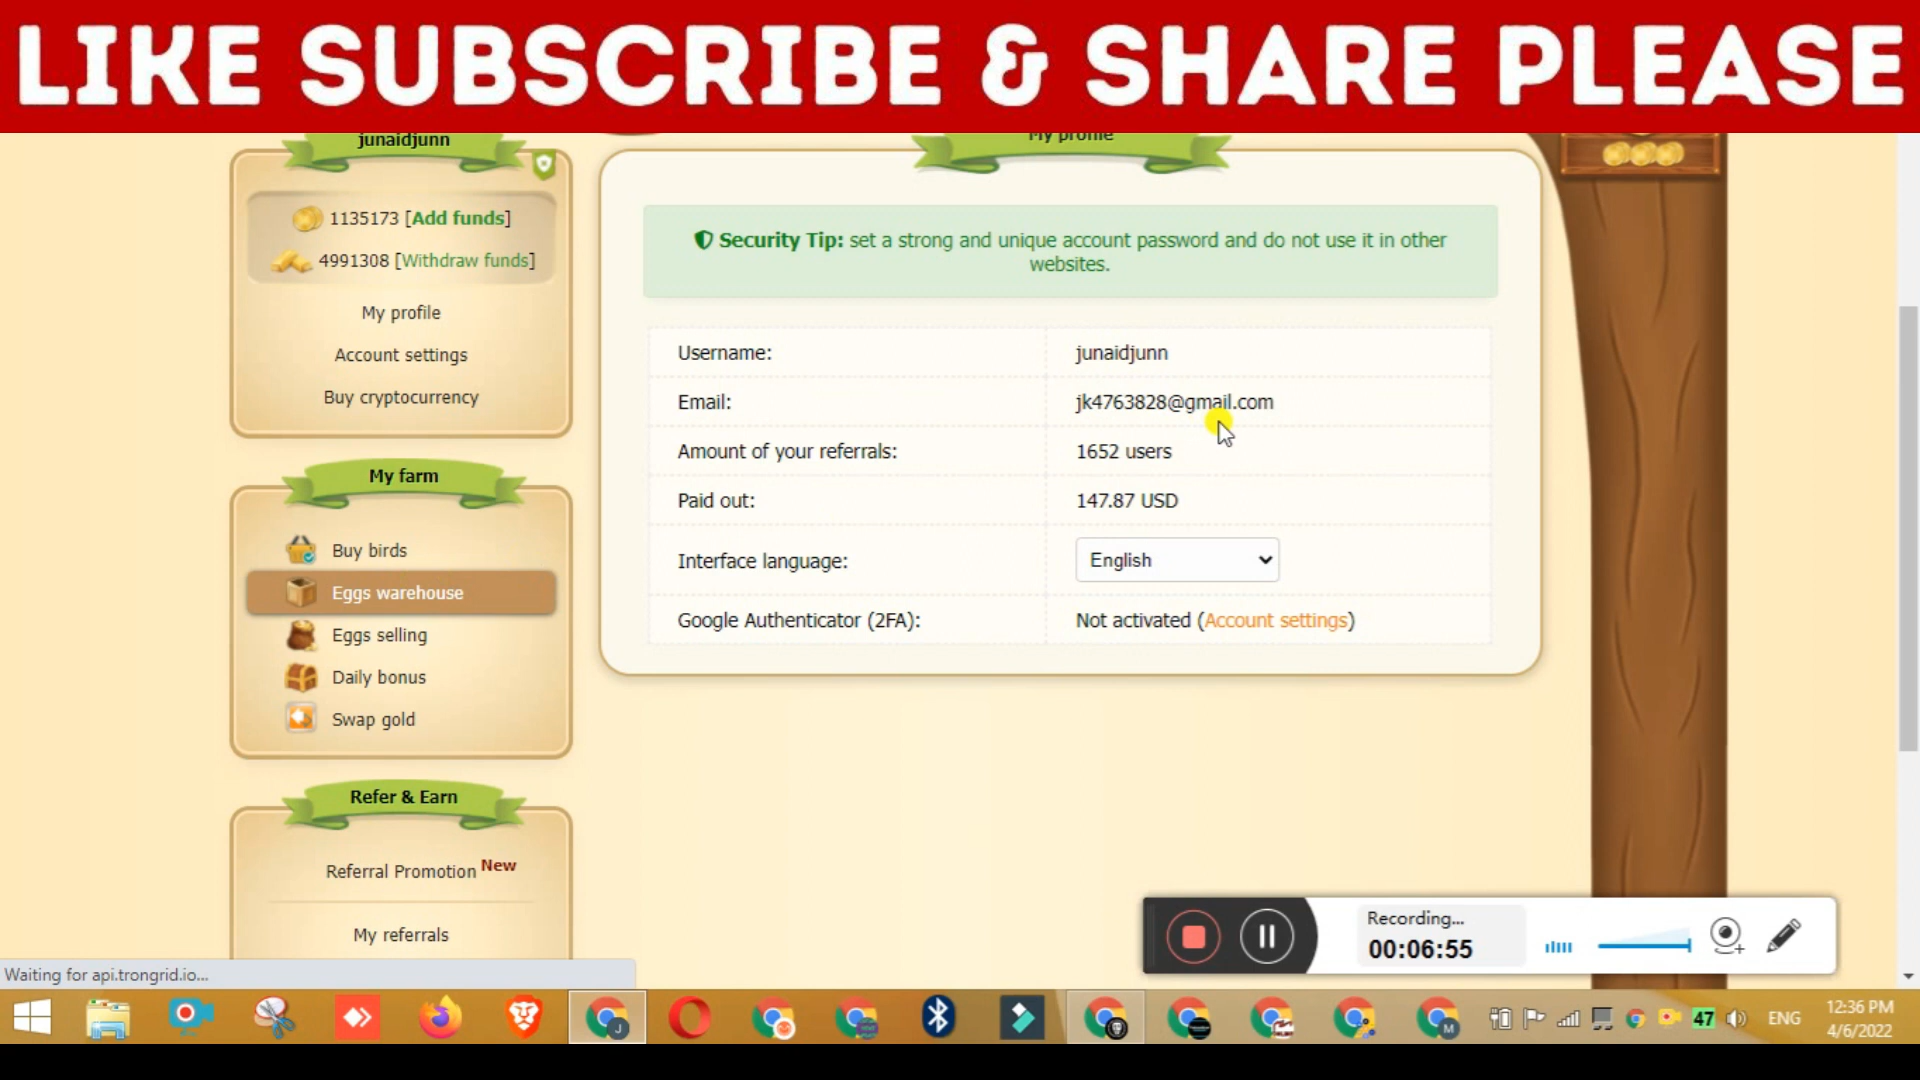 LIKE SUBSCRIBE & SHARE PLEASE
junaidjunn
1135173 [Add funds]
4991308 [Withdraw funds]
My profile
Account settings
Buy cryptocurrency
My farm
Buy birds
Eggs warehouse
Eggs selling
Daily bonus
Swap gold
Refer & Earn
Referral Promotion New
My referrals
My profile
Security Tip: set a strong and unique account password and do not use it in other
websites.
Username: junaidjunn
Email: jk4763828@gmail.com
Amount of your referrals: 1652 users
Paid out: 147.87 USD
Interface language: English
Google Authenticator (2FA): Not activated (Account settings)
Recording...
00:06:55
Waiting for api.trongrid.io...
J
M
47
ENG
12:36 PM
4/6/2022